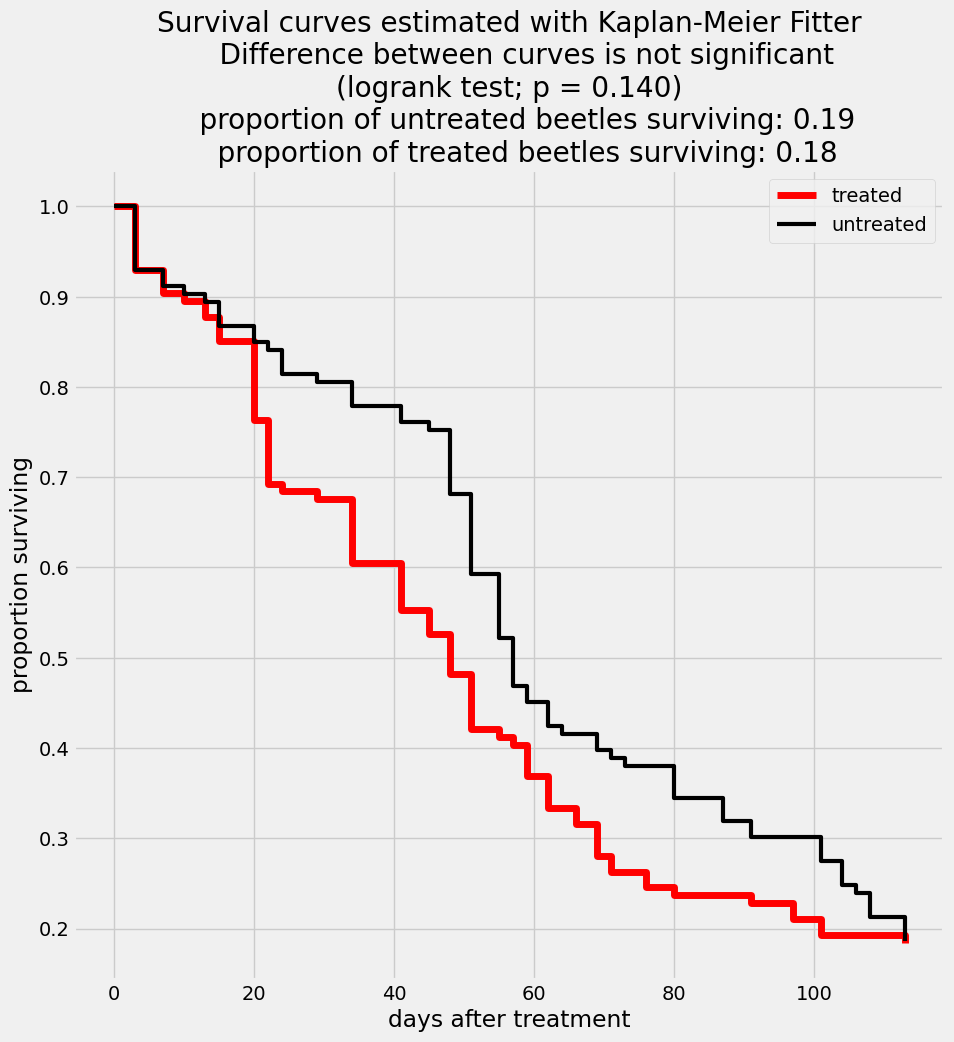 Survival curves estimated with Kaplan-Meier Fitter
Difference between curves is not significant
(logrank test; p = 0.140)
proportion of untreated beetles surviving: 0.19
proportion of treated beetles surviving: 0.18
treated
untreated
1.0
0.9
0.8
0.7
0.6
0.5
0.4
0.3
0.2
proportion surviving
0 20 40 60 80 100
days after treatment